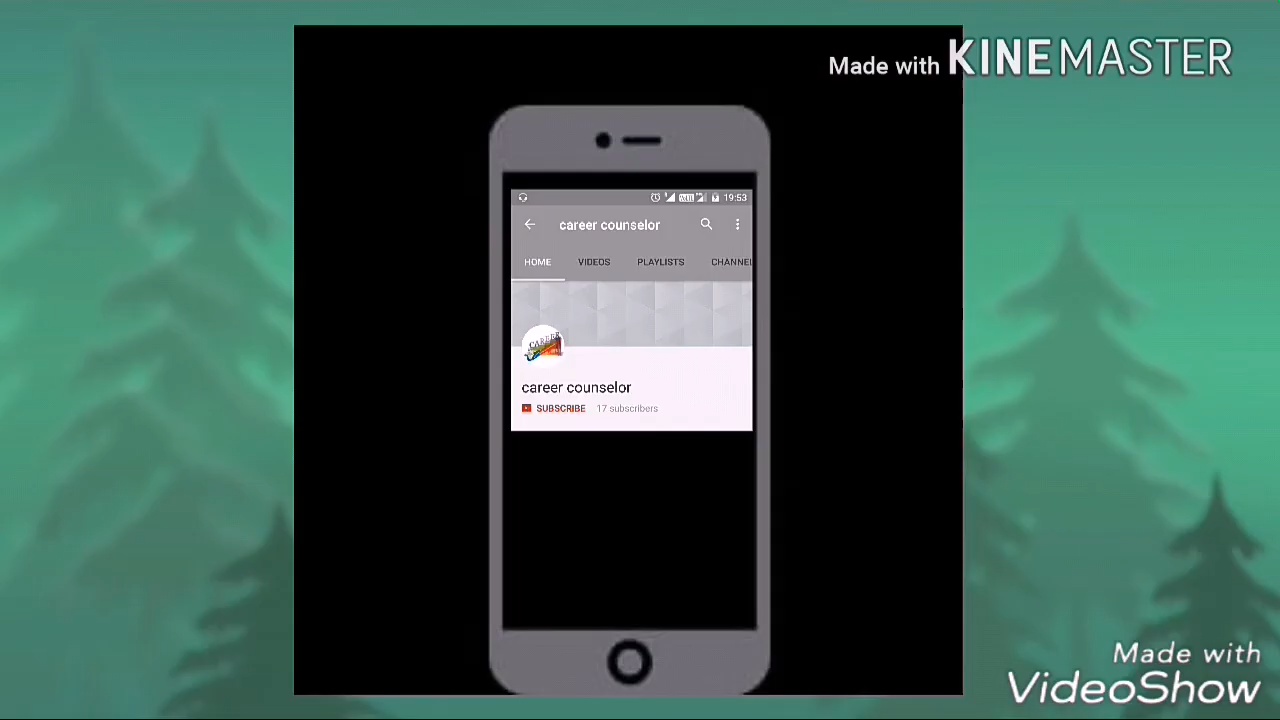 Made with KINEMASTER
19:53
career counselor
HOME VIDEOS PLAYLISTS CHANNEL
CAREER
career counselor
SUBSCRIBE 17 subscribers
Made with
VideoShow